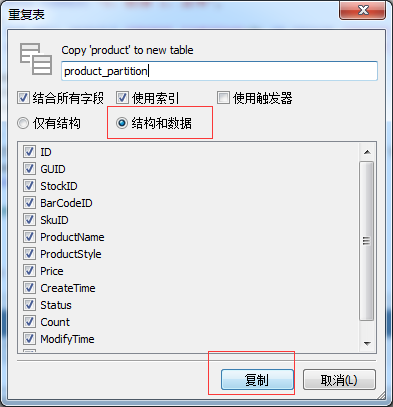 重复表
Copy 'product' to new table
product_partition
结合所有字段 使用索引 使用触发器
仅有结构 结构和数据
ID
GUID
StockID
BarCodeID
SkuID
ProductName
ProductStyle
Price
CreateTime
Status
Count
ModifyTime
复制 取消(L)